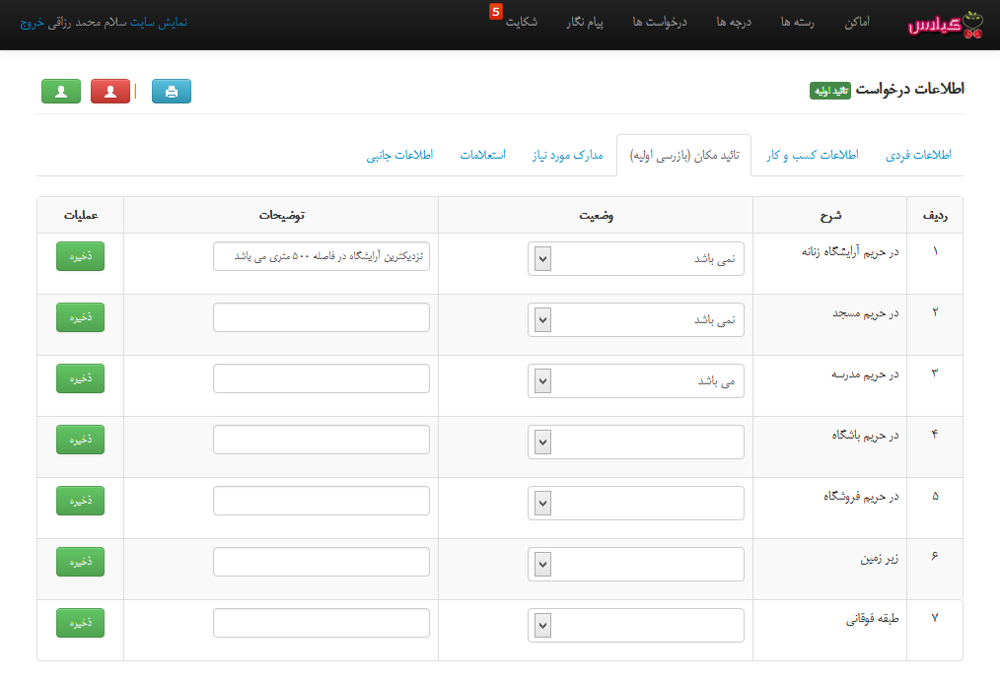 گیلاس
اماکن
رسته ها
درجه ها
درخواست ها
پیام نگار
شکایت 5
نمایش سایت سلام محمد رزاقی خروج
اطلاعات درخواست تائید اولیه
اطلاعات فردی
اطلاعات کسب و کار
تائید مکان (بازرسی اولیه)
مدارک مورد نیاز
استعلامات
اطلاعات جانبی
ردیف شرح وضعیت توضیحات عملیات
۱ در حریم آرایشگاه زنانه نمی باشد نزدیکترین آرایشگاه در فاصله ۵۰۰ متری می باشد ذخیره
۲ در حریم مسجد نمی باشد ذخیره
۳ در حریم مدرسه می باشد ذخیره
۴ در حریم باشگاه ذخیره
۵ در حریم فروشگاه ذخیره
۶ زیر زمین ذخیره
۷ طبقه فوقانی ذخیره